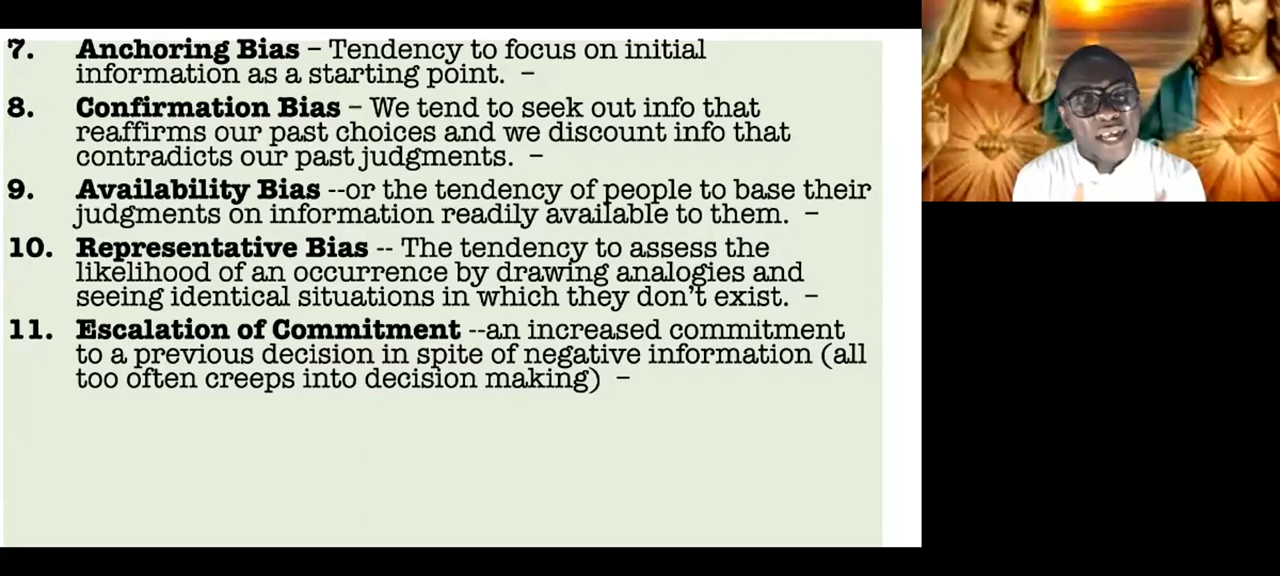 7. Anchoring Bias – Tendency to focus on initial
information as a starting point. –
8. Confirmation Bias – We tend to seek out info that
reaffirms our past choices and we discount info that
contradicts our past judgments. –
9. Availability Bias --or the tendency of people to base their
judgments on information readily available to them. –
10. Representative Bias -- The tendency to assess the
likelihood of an occurrence by drawing analogies and
seeing identical situations in which they don't exist. –
11. Escalation of Commitment --an increased commitment
to a previous decision in spite of negative information (all
too often creeps into decision making) –